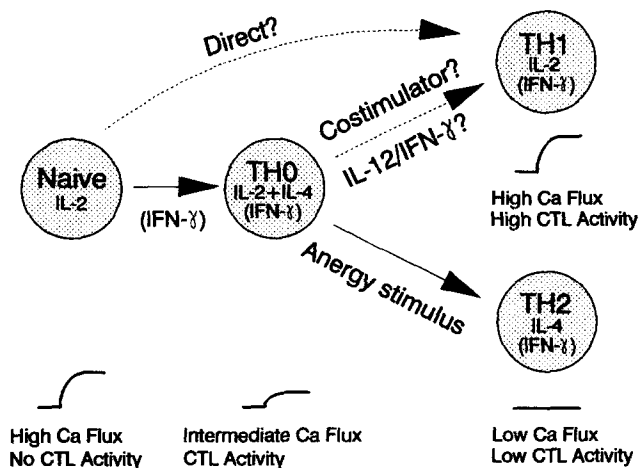 Direct?
TH1
IL-2
(IFN-γ)
Costimulator?
IL-12/IFN-γ?
Naive
IL-2
(IFN-γ)
TH0
IL-2+IL-4
(IFN-γ)
High Ca Flux
High CTL Activity
Anergy stimulus
TH2
IL-4
(IFN-γ)
High Ca Flux
No CTL Activity
Intermediate Ca Flux
CTL Activity
Low Ca Flux
Low CTL Activity